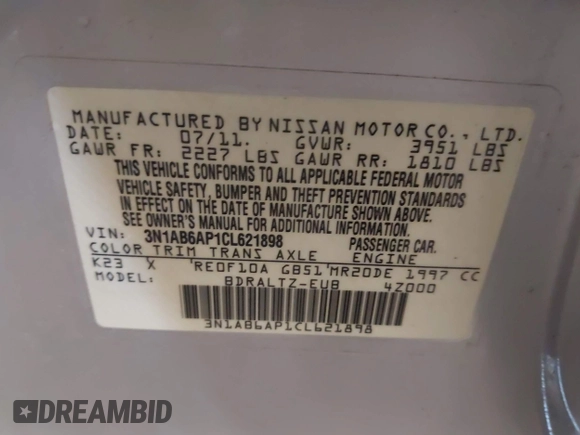 MANUFACTURED BY NISSAN MOTOR CO., LTD.
DATE: 07/11. GVWR: 3951 LBS
GAWR FR: 2227 LBS GAWR RR: 1810 LBS
THIS VEHICLE CONFORMS TO ALL APPLICABLE FEDERAL MOTOR
VEHICLE SAFETY, BUMPER AND THEFT PREVENTION STANDARDS
IN EFFECT ON THE DATE OF MANUFACTURE SHOWN ABOVE.
SEE OWNER'S MANUAL FOR ADDITIONAL INFORMATION.
VIN: 3N1AB6AP1CL621898 PASSENGER CAR.
COLOR TRIM TRANS AXLE ENGINE
K23 X 'RE0F10A GB51'MR20DE 1997 CC
MODEL: BDRALTZ-EUB 4Z000
3N1AB6AP1CL621898
DREAMBID